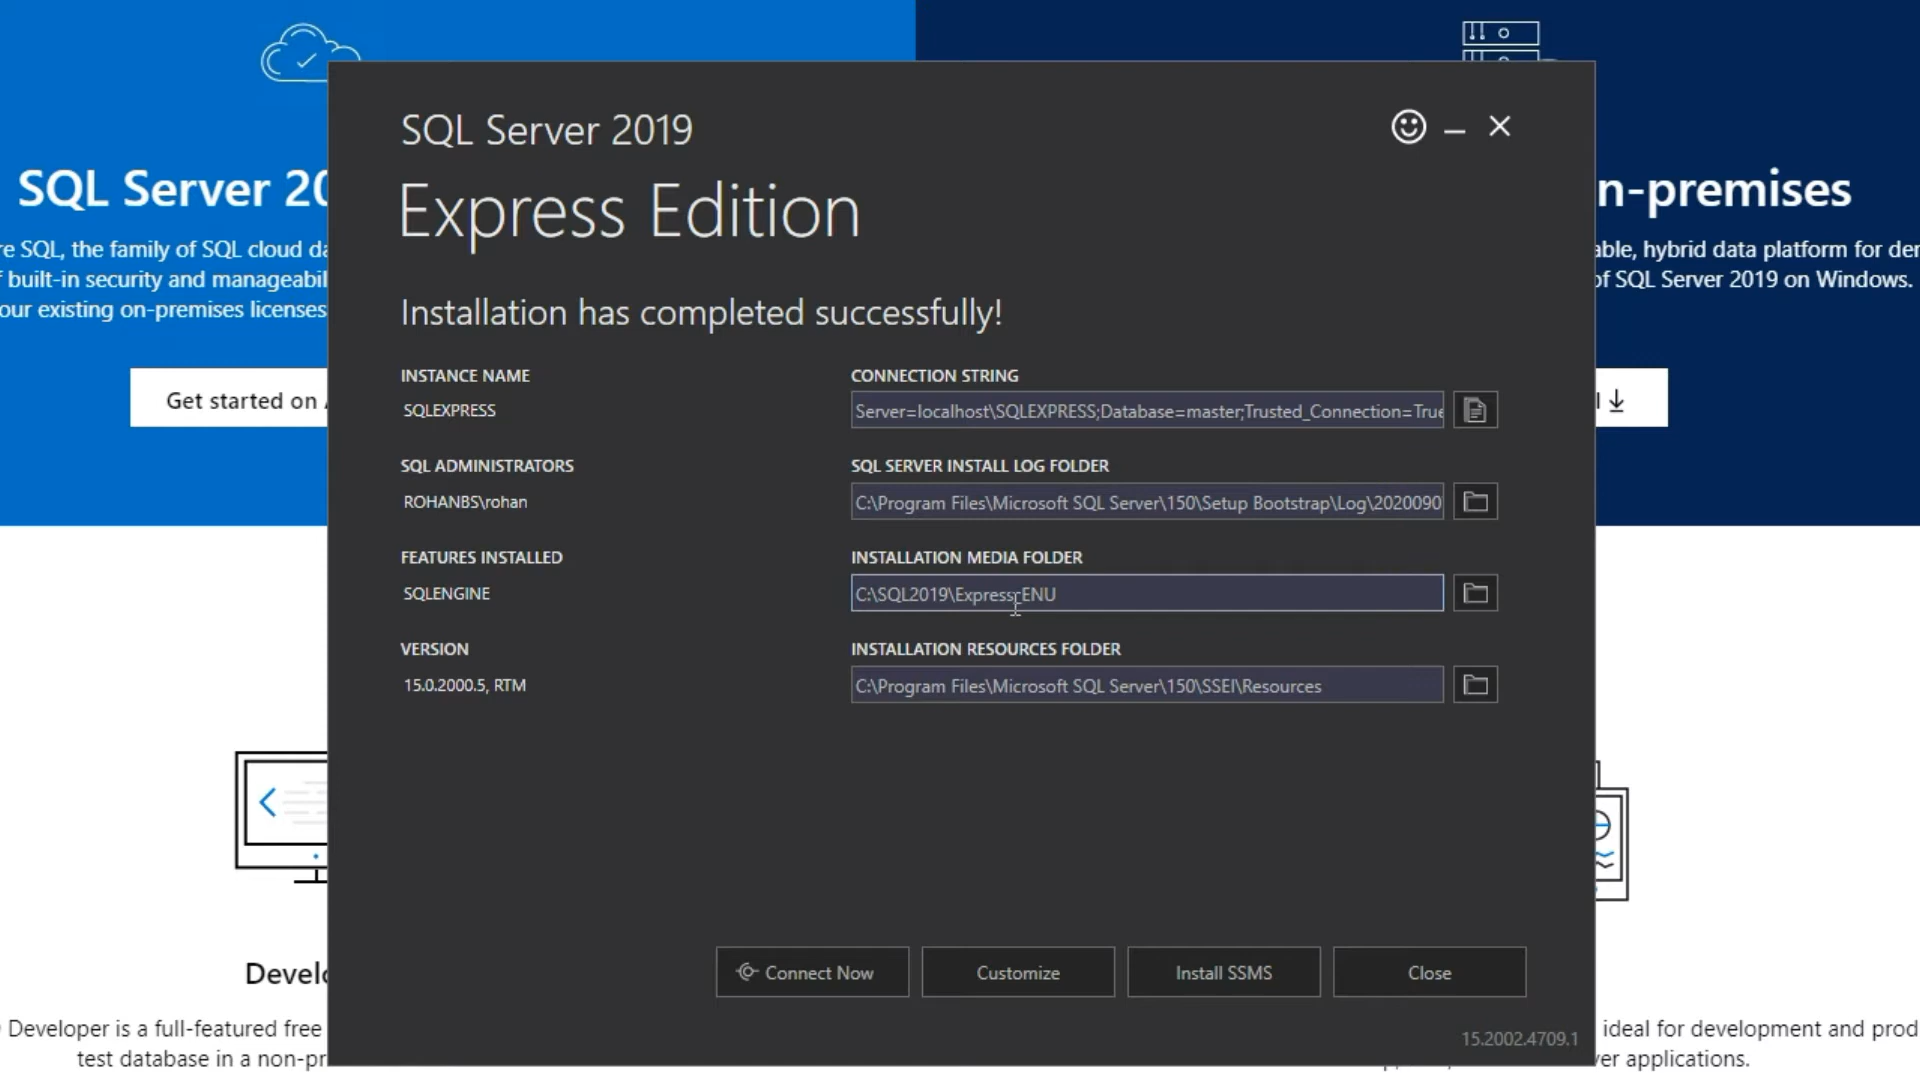 SQL Server 2019
Express Edition
Installation has completed successfully!
INSTANCE NAME
SQLEXPRESS
CONNECTION STRING
Server=localhost\SQLEXPRESS;Database=master;Trusted_Connection=True
SQL ADMINISTRATORS
ROHANBS\rohan
SQL SERVER INSTALL LOG FOLDER
C:\Program Files\Microsoft SQL Server\150\Setup Bootstrap\Log\2020090
FEATURES INSTALLED
SQLENGINE
INSTALLATION MEDIA FOLDER
C:\SQL2019\Express_ENU
VERSION
15.0.2000.5, RTM
INSTALLATION RESOURCES FOLDER
C:\Program Files\Microsoft SQL Server\150\SSEI\Resources
Connect Now
Customize
Install SSMS
Close
15.2002.4709.1
SQL Server 20
re SQL, the family of SQL cloud da
f built-in security and manageabil
our existing on-premises licenses
Get started on
n-premises
able, hybrid data platform for der
of SQL Server 2019 on Windows.
Develo
Developer is a full-featured free
test database in a non-pr
ideal for development and prod
ver applications.